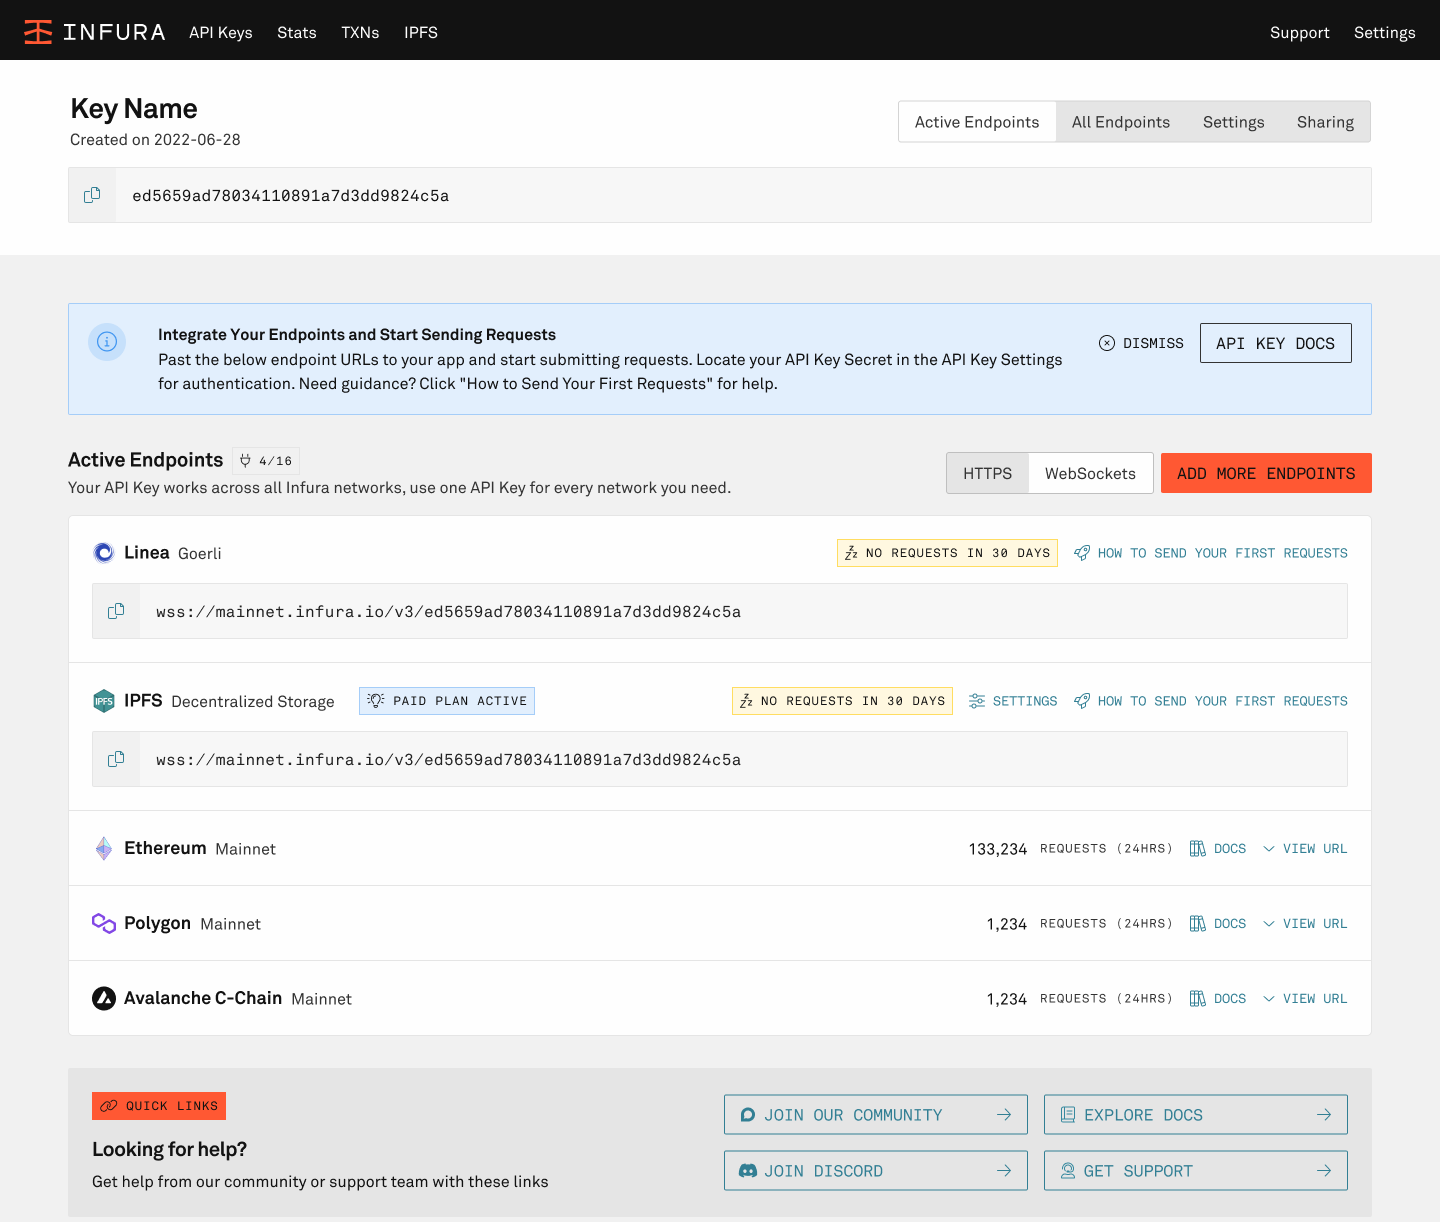 INFURA API Keys Stats TXNs IPFS Support Settings
Key Name
Created on 2022-06-28
Active Endpoints All Endpoints Settings Sharing
ed5659ad78034110891a7d3dd9824c5a
Integrate Your Endpoints and Start Sending Requests
Past the below endpoint URLs to your app and start submitting requests. Locate your API Key Secret in the API Key Settings
for authentication. Need guidance? Click "How to Send Your First Requests" for help.
DISMISS API KEY DOCS
Active Endpoints 4/16
Your API Key works across all Infura networks, use one API Key for every network you need.
HTTPS WebSockets ADD MORE ENDPOINTS
Linea Goerli NO REQUESTS IN 30 DAYS HOW TO SEND YOUR FIRST REQUESTS
wss://mainnet.infura.io/v3/ed5659ad78034110891a7d3dd9824c5a
IPFS IPFS Decentralized Storage PAID PLAN ACTIVE NO REQUESTS IN 30 DAYS SETTINGS HOW TO SEND YOUR FIRST REQUESTS
wss://mainnet.infura.io/v3/ed5659ad78034110891a7d3dd9824c5a
Ethereum Mainnet 133,234 REQUESTS (24HRS) DOCS VIEW URL
Polygon Mainnet 1,234 REQUESTS (24HRS) DOCS VIEW URL
Avalanche C-Chain Mainnet 1,234 REQUESTS (24HRS) DOCS VIEW URL
QUICK LINKS
Looking for help?
Get help from our community or support team with these links
JOIN OUR COMMUNITY EXPLORE DOCS
JOIN DISCORD GET SUPPORT